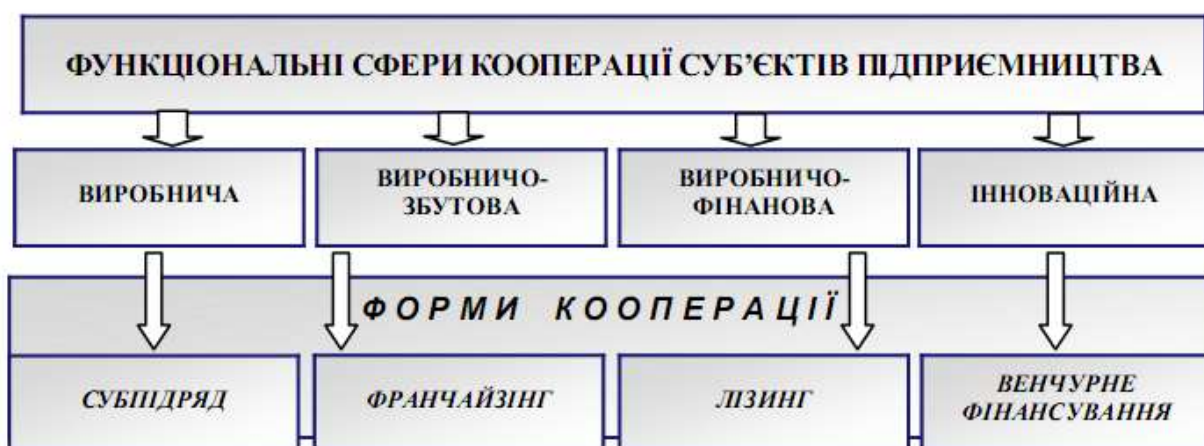 ФУНКЦІОНАЛЬНІ СФЕРИ КООПЕРАЦІЇ СУБ’ЄКТІВ ПІДПРИЄМНИЦТВА
ВИРОБНИЧА
ВИРОБНИЧО-
ЗБУТОВА
ВИРОБНИЧО-
ФІНАНОВА
ІННОВАЦІЙНА
ФОРМИ КООПЕРАЦІЇ
СУБПІДРЯД
ФРАНЧАЙЗІНГ
ЛІЗИНГ
ВЕНЧУРНЕ
ФІНАНСУВАННЯ